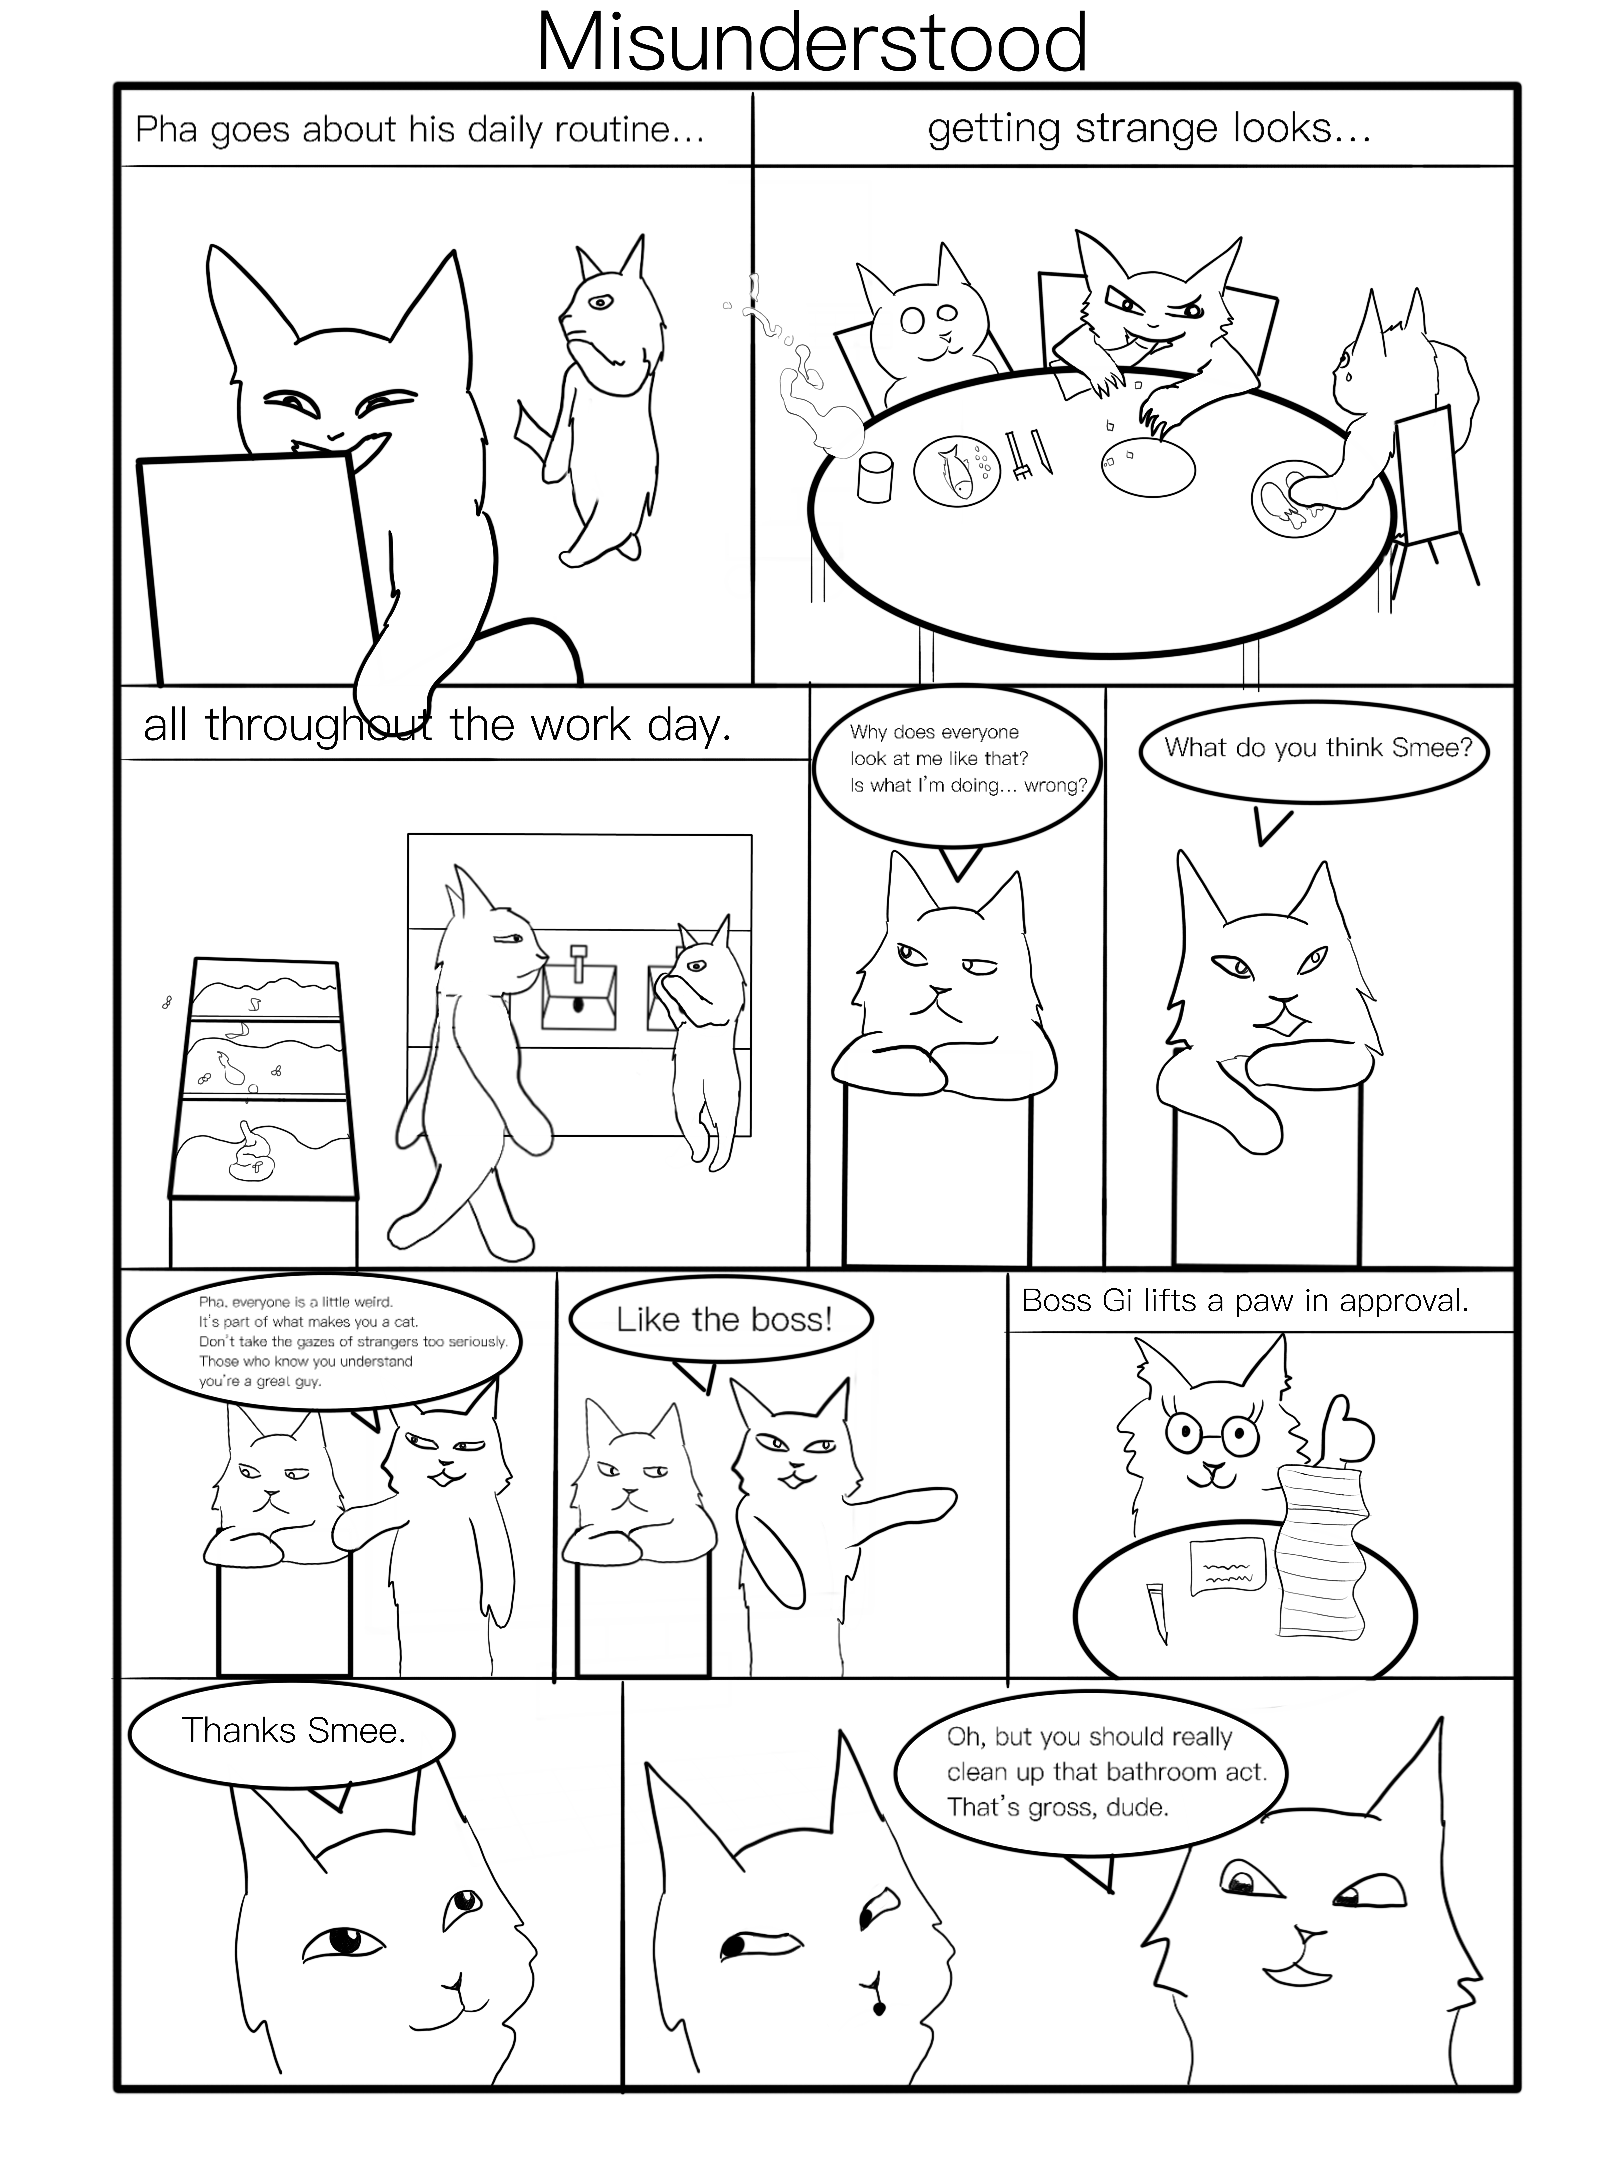 Misunderstood
Pha goes about his daily routine...
getting strange looks...
all throughout the work day.
Why does everyone
look at me like that?
Is what I'm doing... wrong?
What do you think Smee?
Pha, everyone is a little weird.
It's part of what makes you a cat.
Don't take the gazes of strangers too seriously.
Those who know you understand
you're a great guy.
Like the boss!
Boss Gi lifts a paw in approval.
Thanks Smee.
Oh, but you should really
clean up that bathroom act.
That's gross, dude.